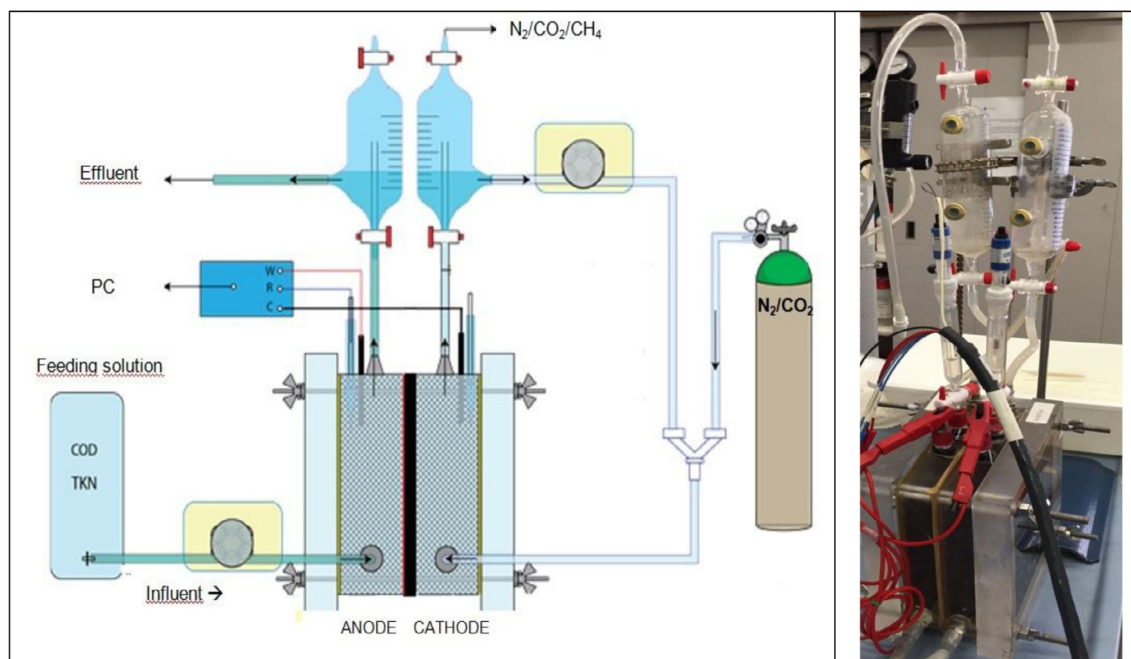 N₂/CO₂/CH₄
Effluent
PC
W
R
C
N₂/CO₂
Feeding solution
COD
TKN
Influent →
ANODE CATHODE